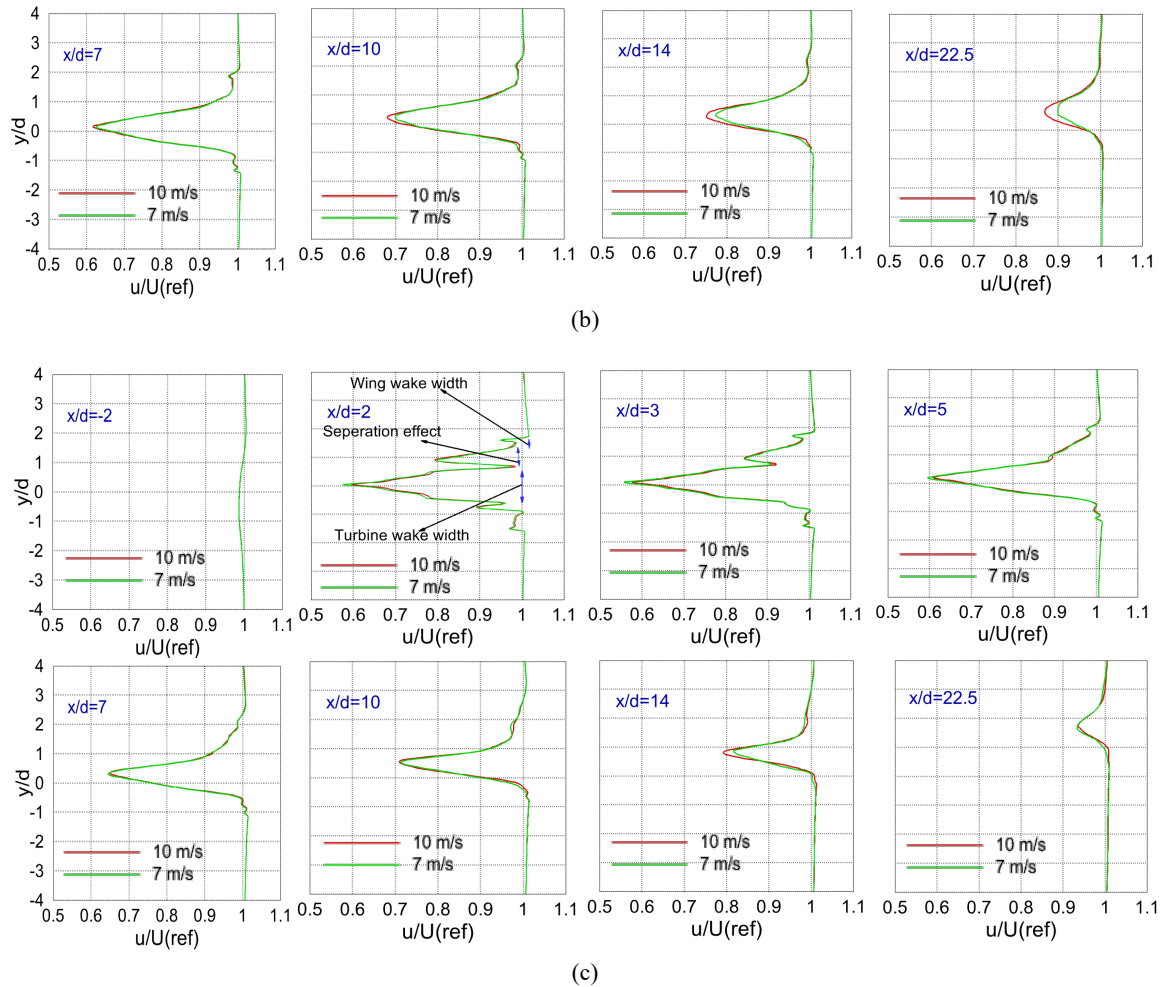 4
3
2
1
0
-1
-2
-3
-4
y/d
x/d=7
10 m/s
7 m/s
0.5 0.6 0.7 0.8 0.9 1 1.1
u/U(ref)
x/d=10
10 m/s
7 m/s
0.5 0.6 0.7 0.8 0.9 1 1.1
u/U(ref)
x/d=14
10 m/s
7 m/s
0.5 0.6 0.7 0.8 0.9 1 1.1
u/U(ref)
x/d=22.5
10 m/s
7 m/s
0.5 0.6 0.7 0.8 0.9 1 1.1
u/U(ref)
(b)
4
3
2
1
0
-1
-2
-3
-4
y/d
x/d=-2
10 m/s
7 m/s
0.5 0.6 0.7 0.8 0.9 1 1.1
u/U(ref)
Wing wake width
x/d=2
Seperation effect
Turbine wake width
10 m/s
7 m/s
0.5 0.6 0.7 0.8 0.9 1 1.1
u/U(ref)
x/d=3
10 m/s
7 m/s
0.5 0.6 0.7 0.8 0.9 1 1.1
u/U(ref)
x/d=5
10 m/s
7 m/s
0.5 0.6 0.7 0.8 0.9 1 1.1
u/U(ref)
4
3
2
1
0
-1
-2
-3
-4
y/d
x/d=7
10 m/s
7 m/s
0.5 0.6 0.7 0.8 0.9 1 1.1
u/U(ref)
x/d=10
10 m/s
7 m/s
0.5 0.6 0.7 0.8 0.9 1 1.1
u/U(ref)
x/d=14
10 m/s
7 m/s
0.5 0.6 0.7 0.8 0.9 1 1.1
u/U(ref)
x/d=22.5
10 m/s
7 m/s
0.5 0.6 0.7 0.8 0.9 1 1.1
u/U(ref)
(c)